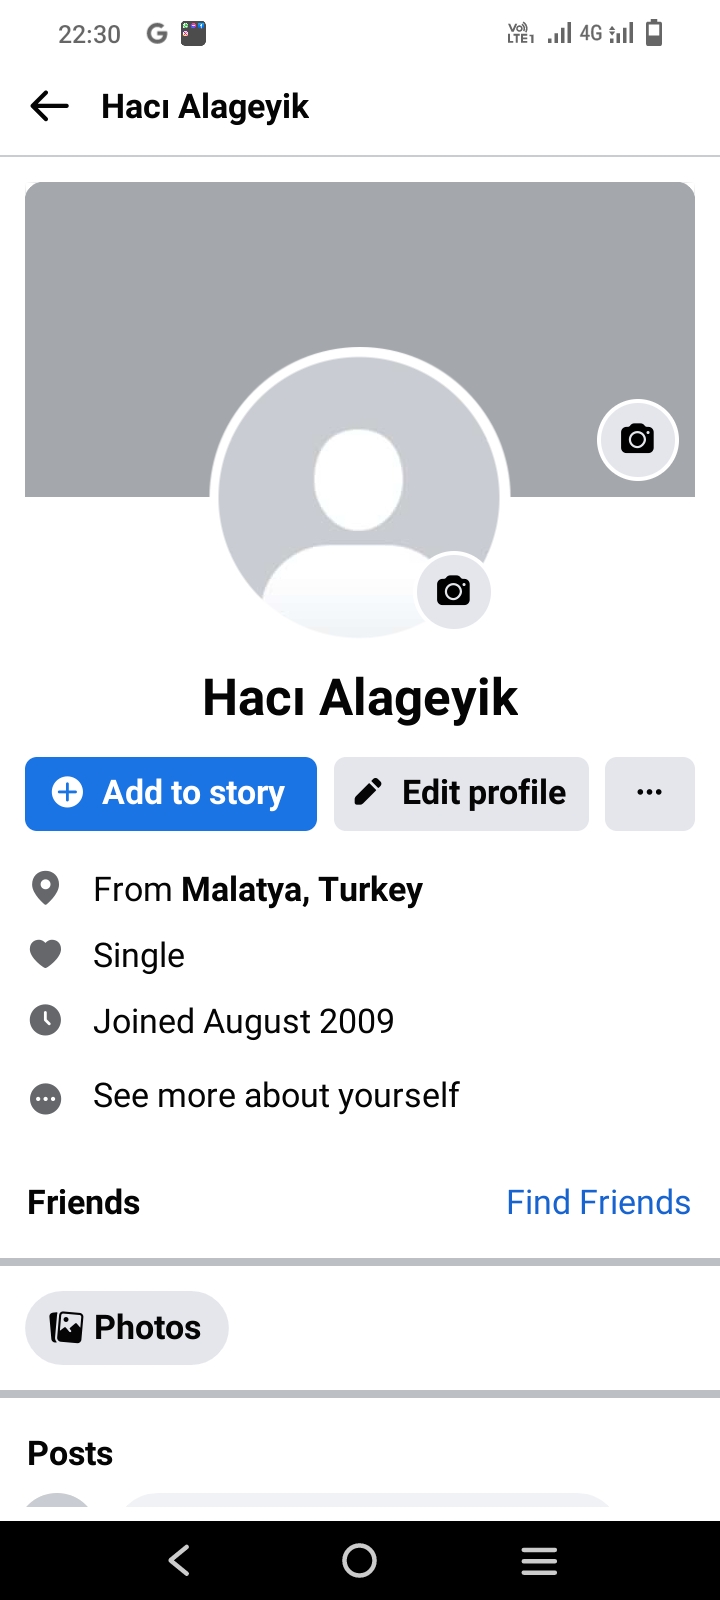 22:30
G
Vo) LTE1 4G
Hacı Alageyik
Hacı Alageyik
Add to story
Edit profile
From Malatya, Turkey
Single
Joined August 2009
See more about yourself
Friends
Find Friends
Photos
Posts